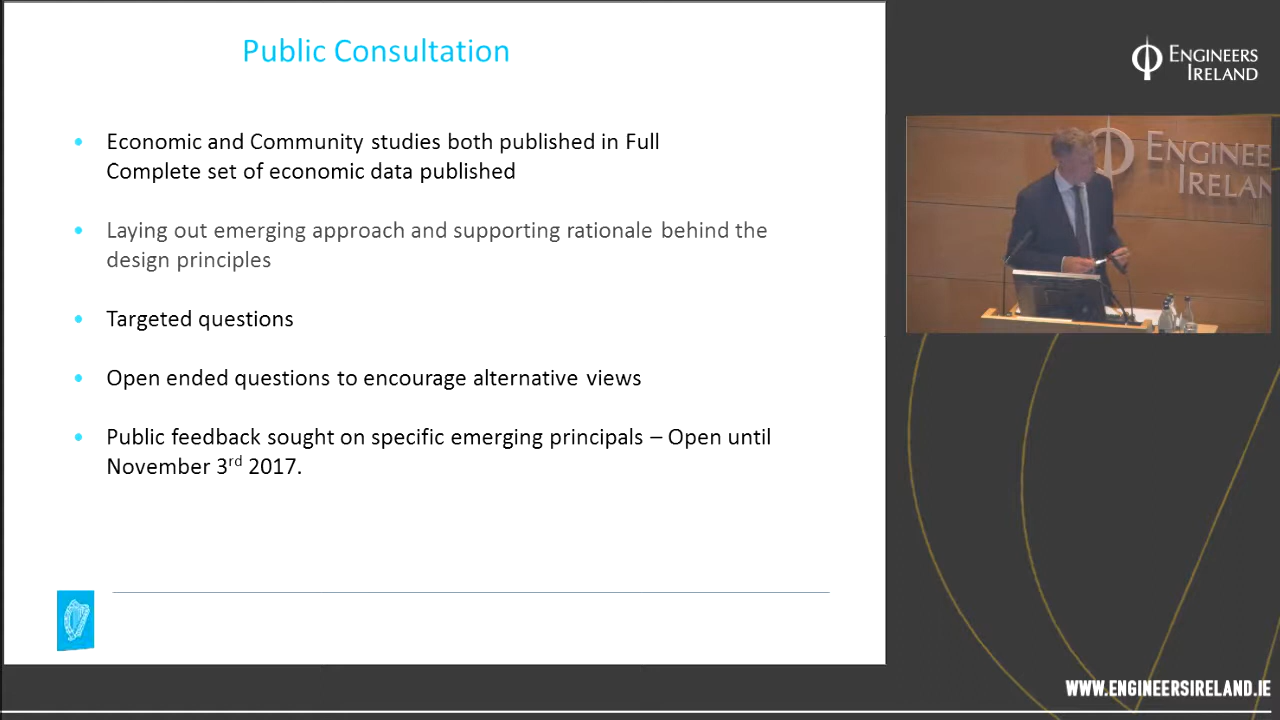 Public Consultation
Economic and Community studies both published in Full
Complete set of economic data published
Laying out emerging approach and supporting rationale behind the
design principles
Targeted questions
Open ended questions to encourage alternative views
Public feedback sought on specific emerging principals – Open until
November 3rd 2017.
ENGINEERS
IRELAND
ENGINEE
IRELAN
WWW.ENGINEERSIRELAND.IE